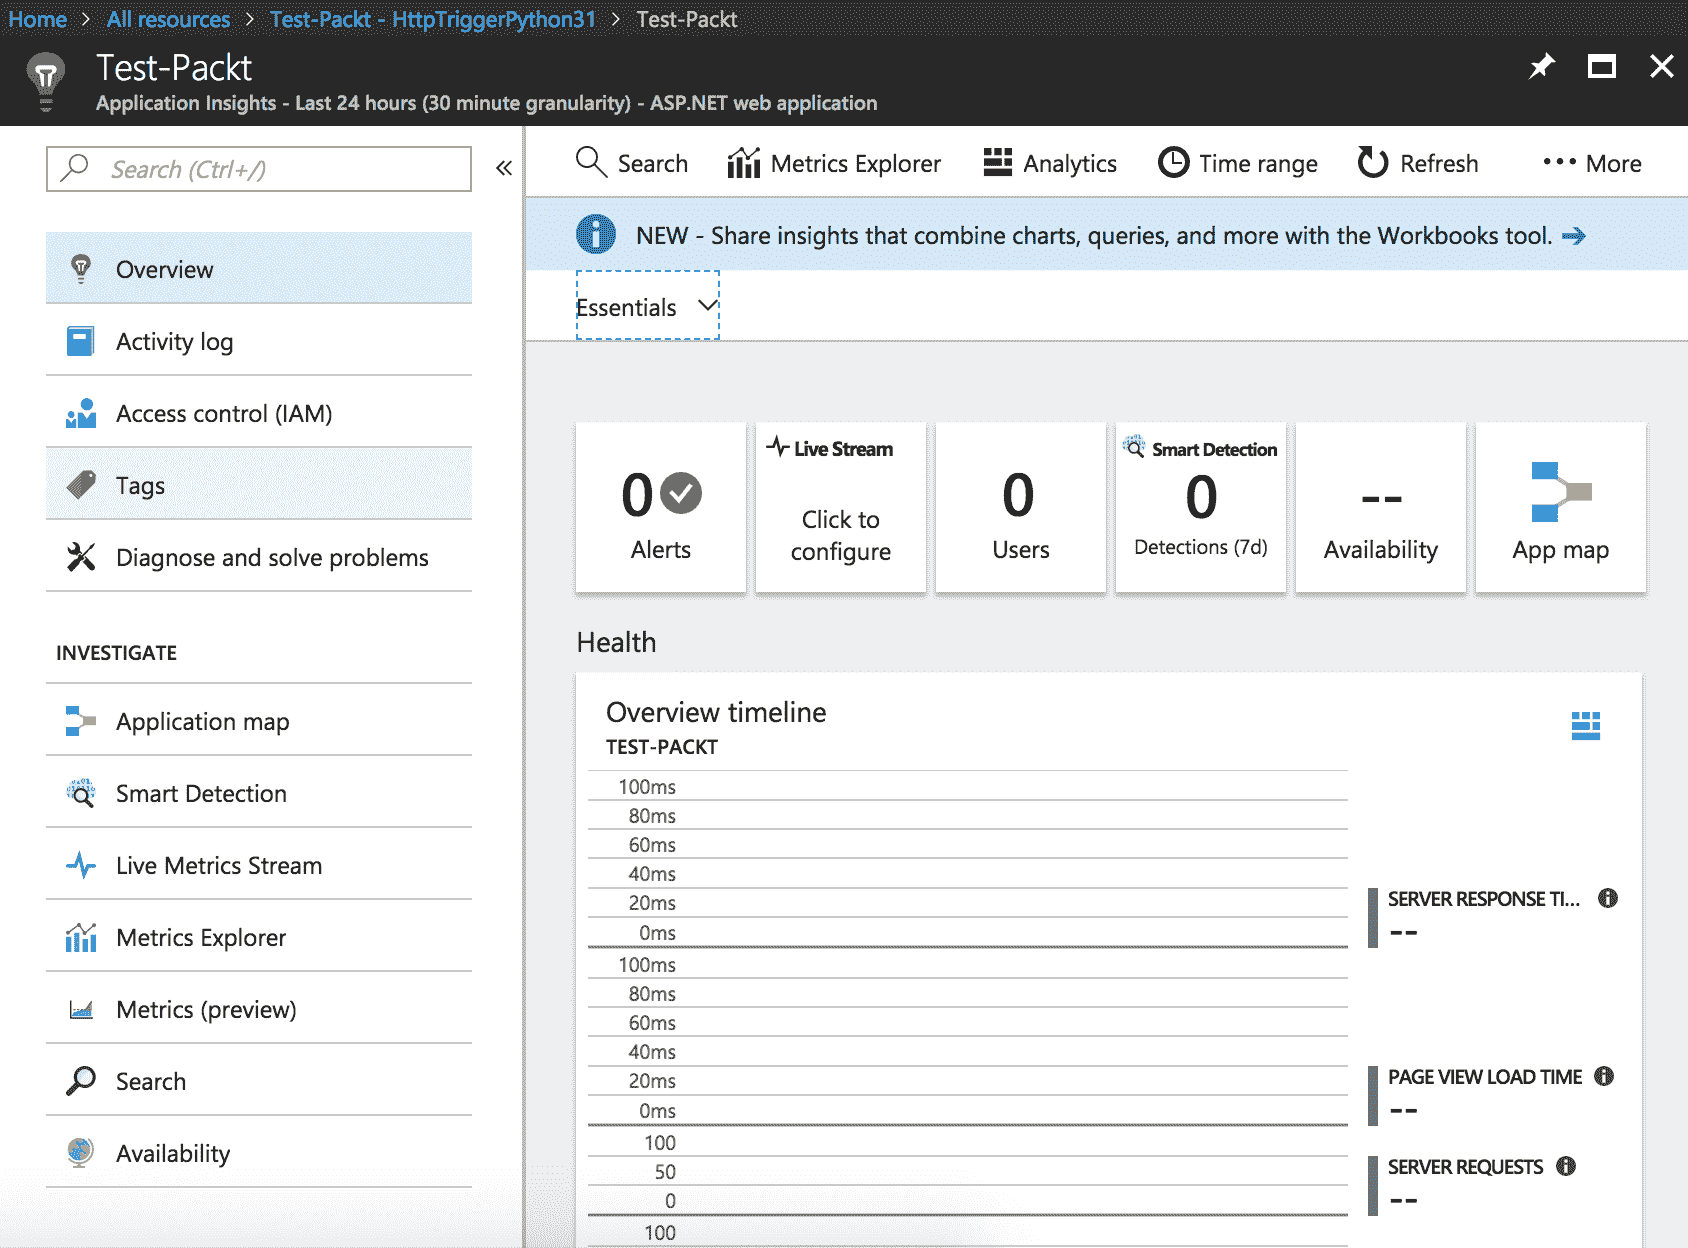 Home > All resources > Test-Packt - HttpTriggerPython31 > Test-Packt
Test-Packt
Application Insights - Last 24 hours (30 minute granularity) - ASP.NET web application
Search (Ctrl+/)
«
Overview
Activity log
Access control (IAM)
Tags
Diagnose and solve problems
INVESTIGATE
Application map
Smart Detection
Live Metrics Stream
Metrics Explorer
Metrics (preview)
Search
Availability
Search Metrics Explorer Analytics Time range Refresh ••• More
NEW - Share insights that combine charts, queries, and more with the Workbooks tool. →
Essentials
0
Alerts
Live Stream
Click to
configure
0
Users
Smart Detection
0
Detections (7d)
--
Availability
App map
Health
Overview timeline
TEST-PACKT
100ms
80ms
60ms
40ms
20ms
0ms
SERVER RESPONSE TI...
--
100ms
80ms
60ms
40ms
20ms
0ms
PAGE VIEW LOAD TIME
--
100
50
0
SERVER REQUESTS
--
100